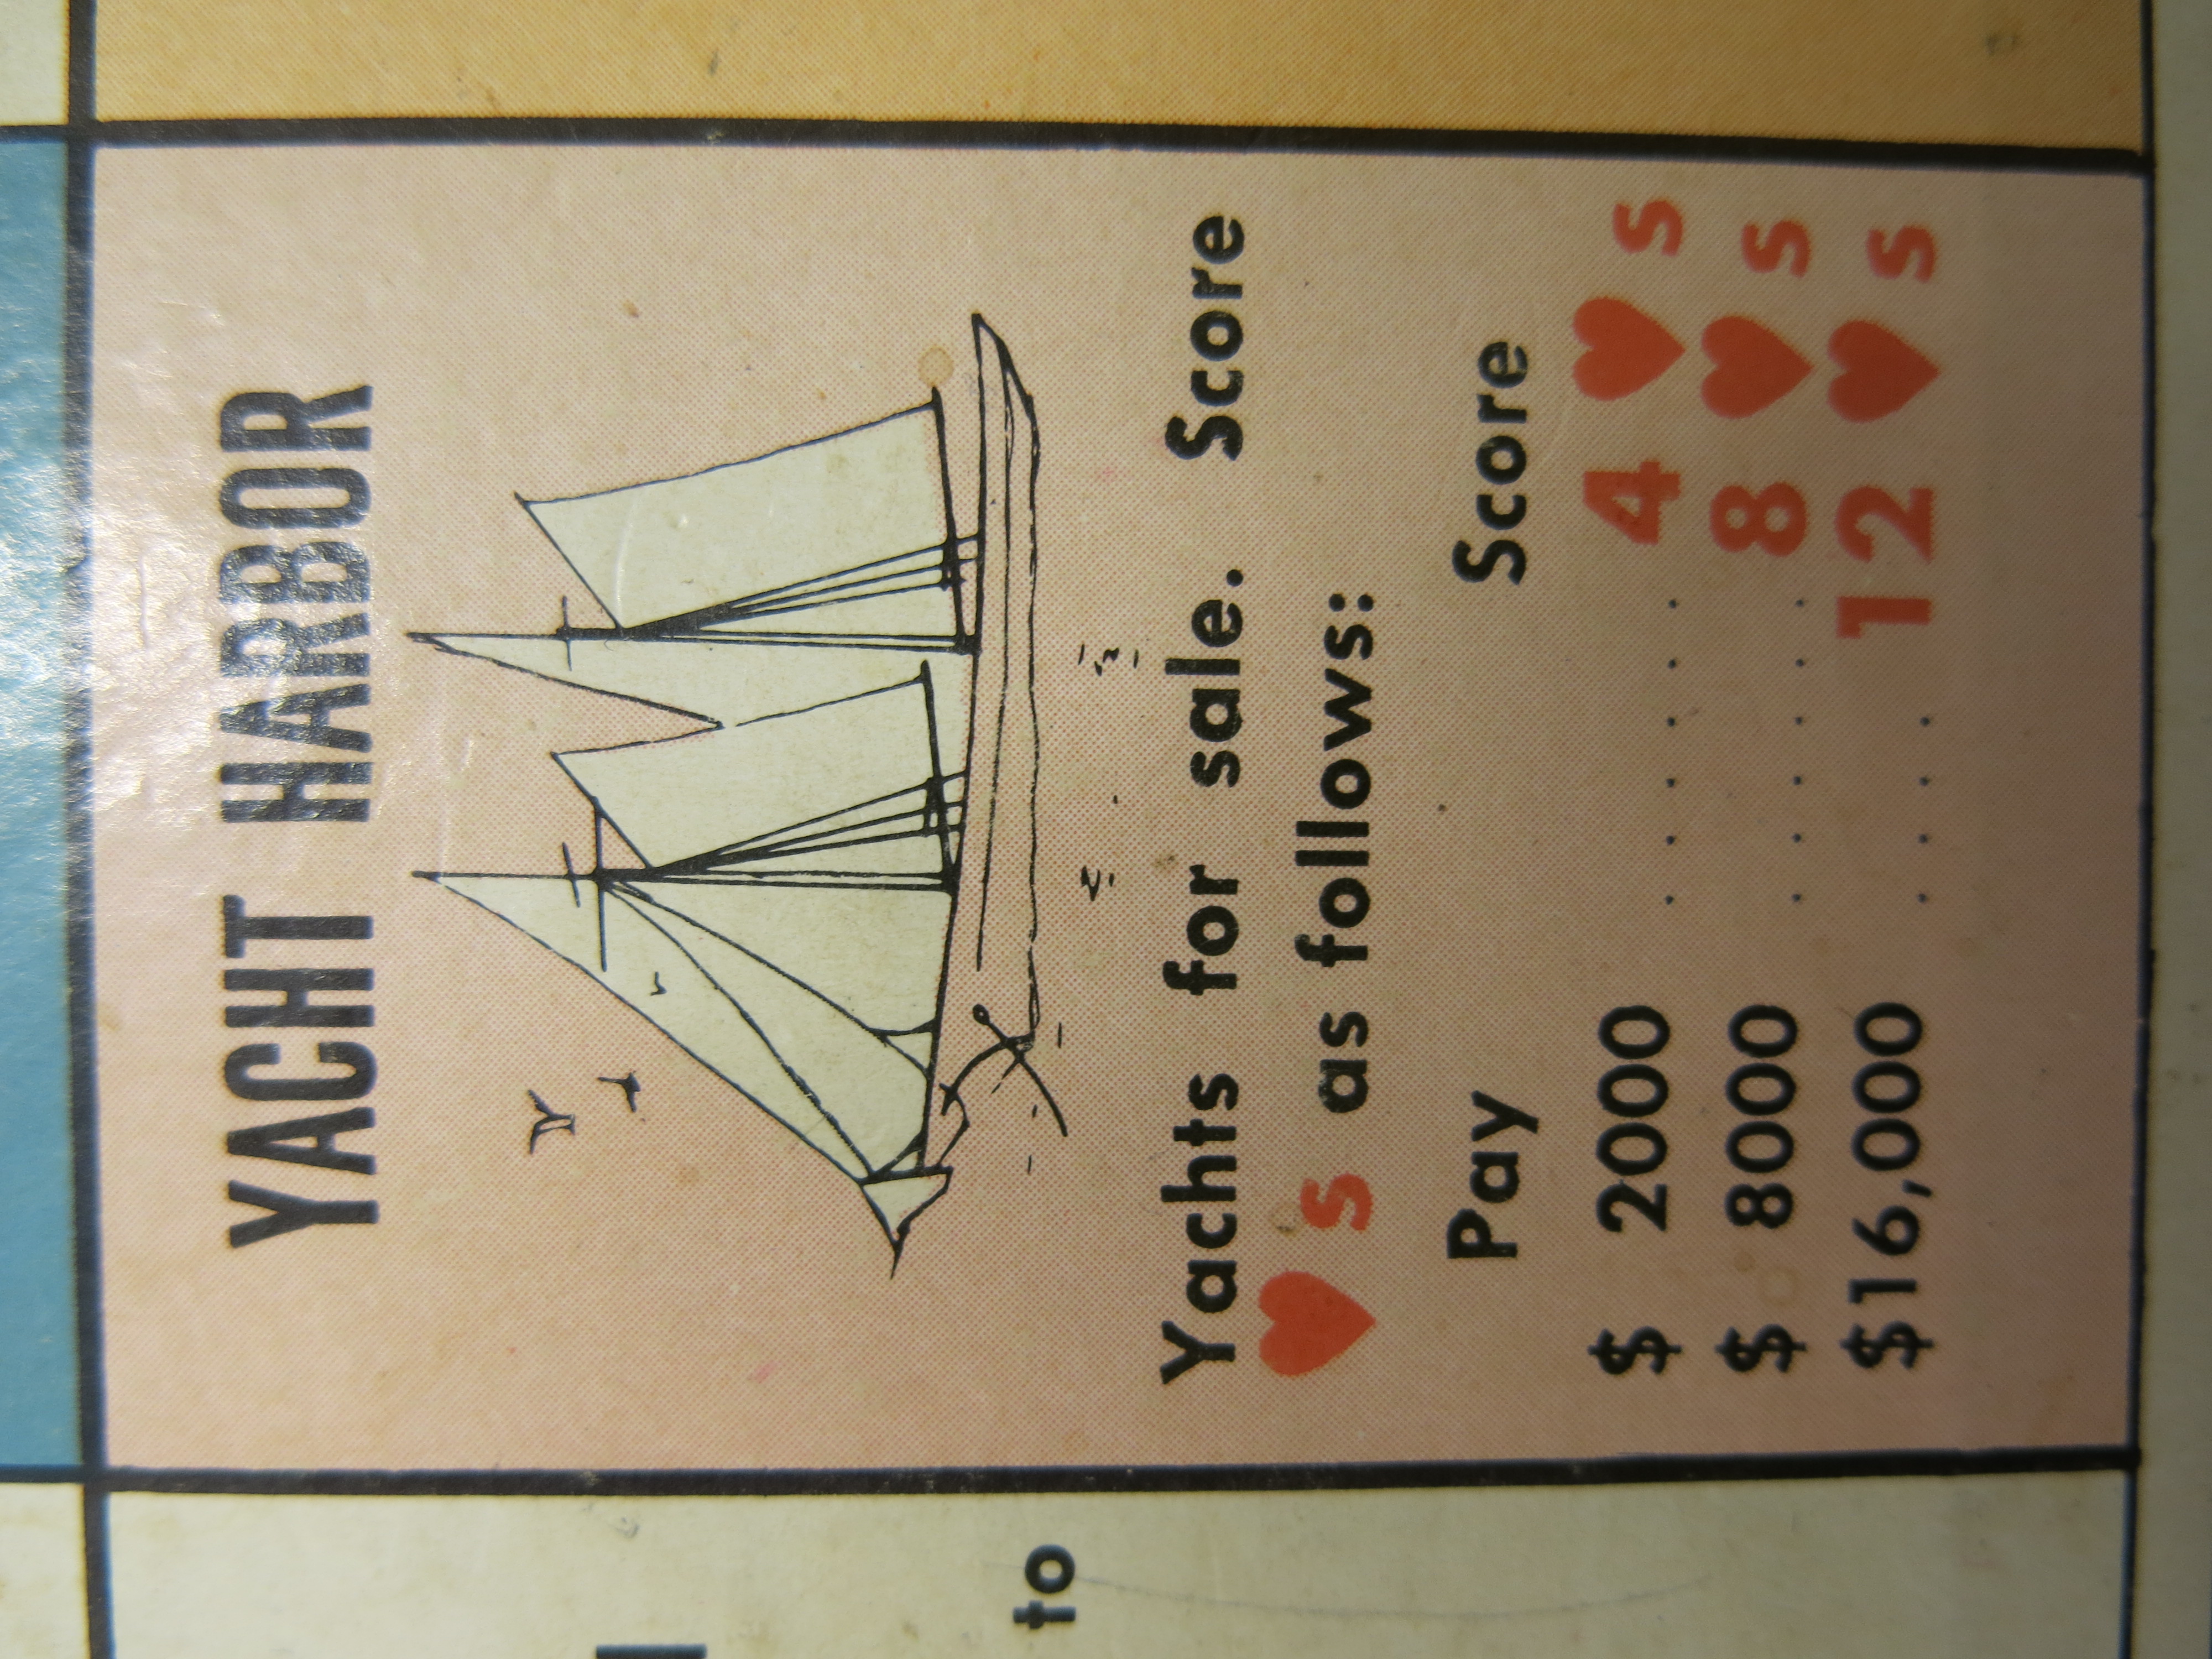 YACHT HARBOR
Yachts for sale. Score
♥s as follows:
Pay Score
$ 2000 . . . . . . 4 ♥s
$ 8000 . . . . . . 8 ♥s
$16,000 . . . . 12 ♥s
to